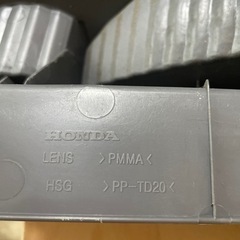 HONDA
LENS >PMMA<
HSG >PP-TD20<